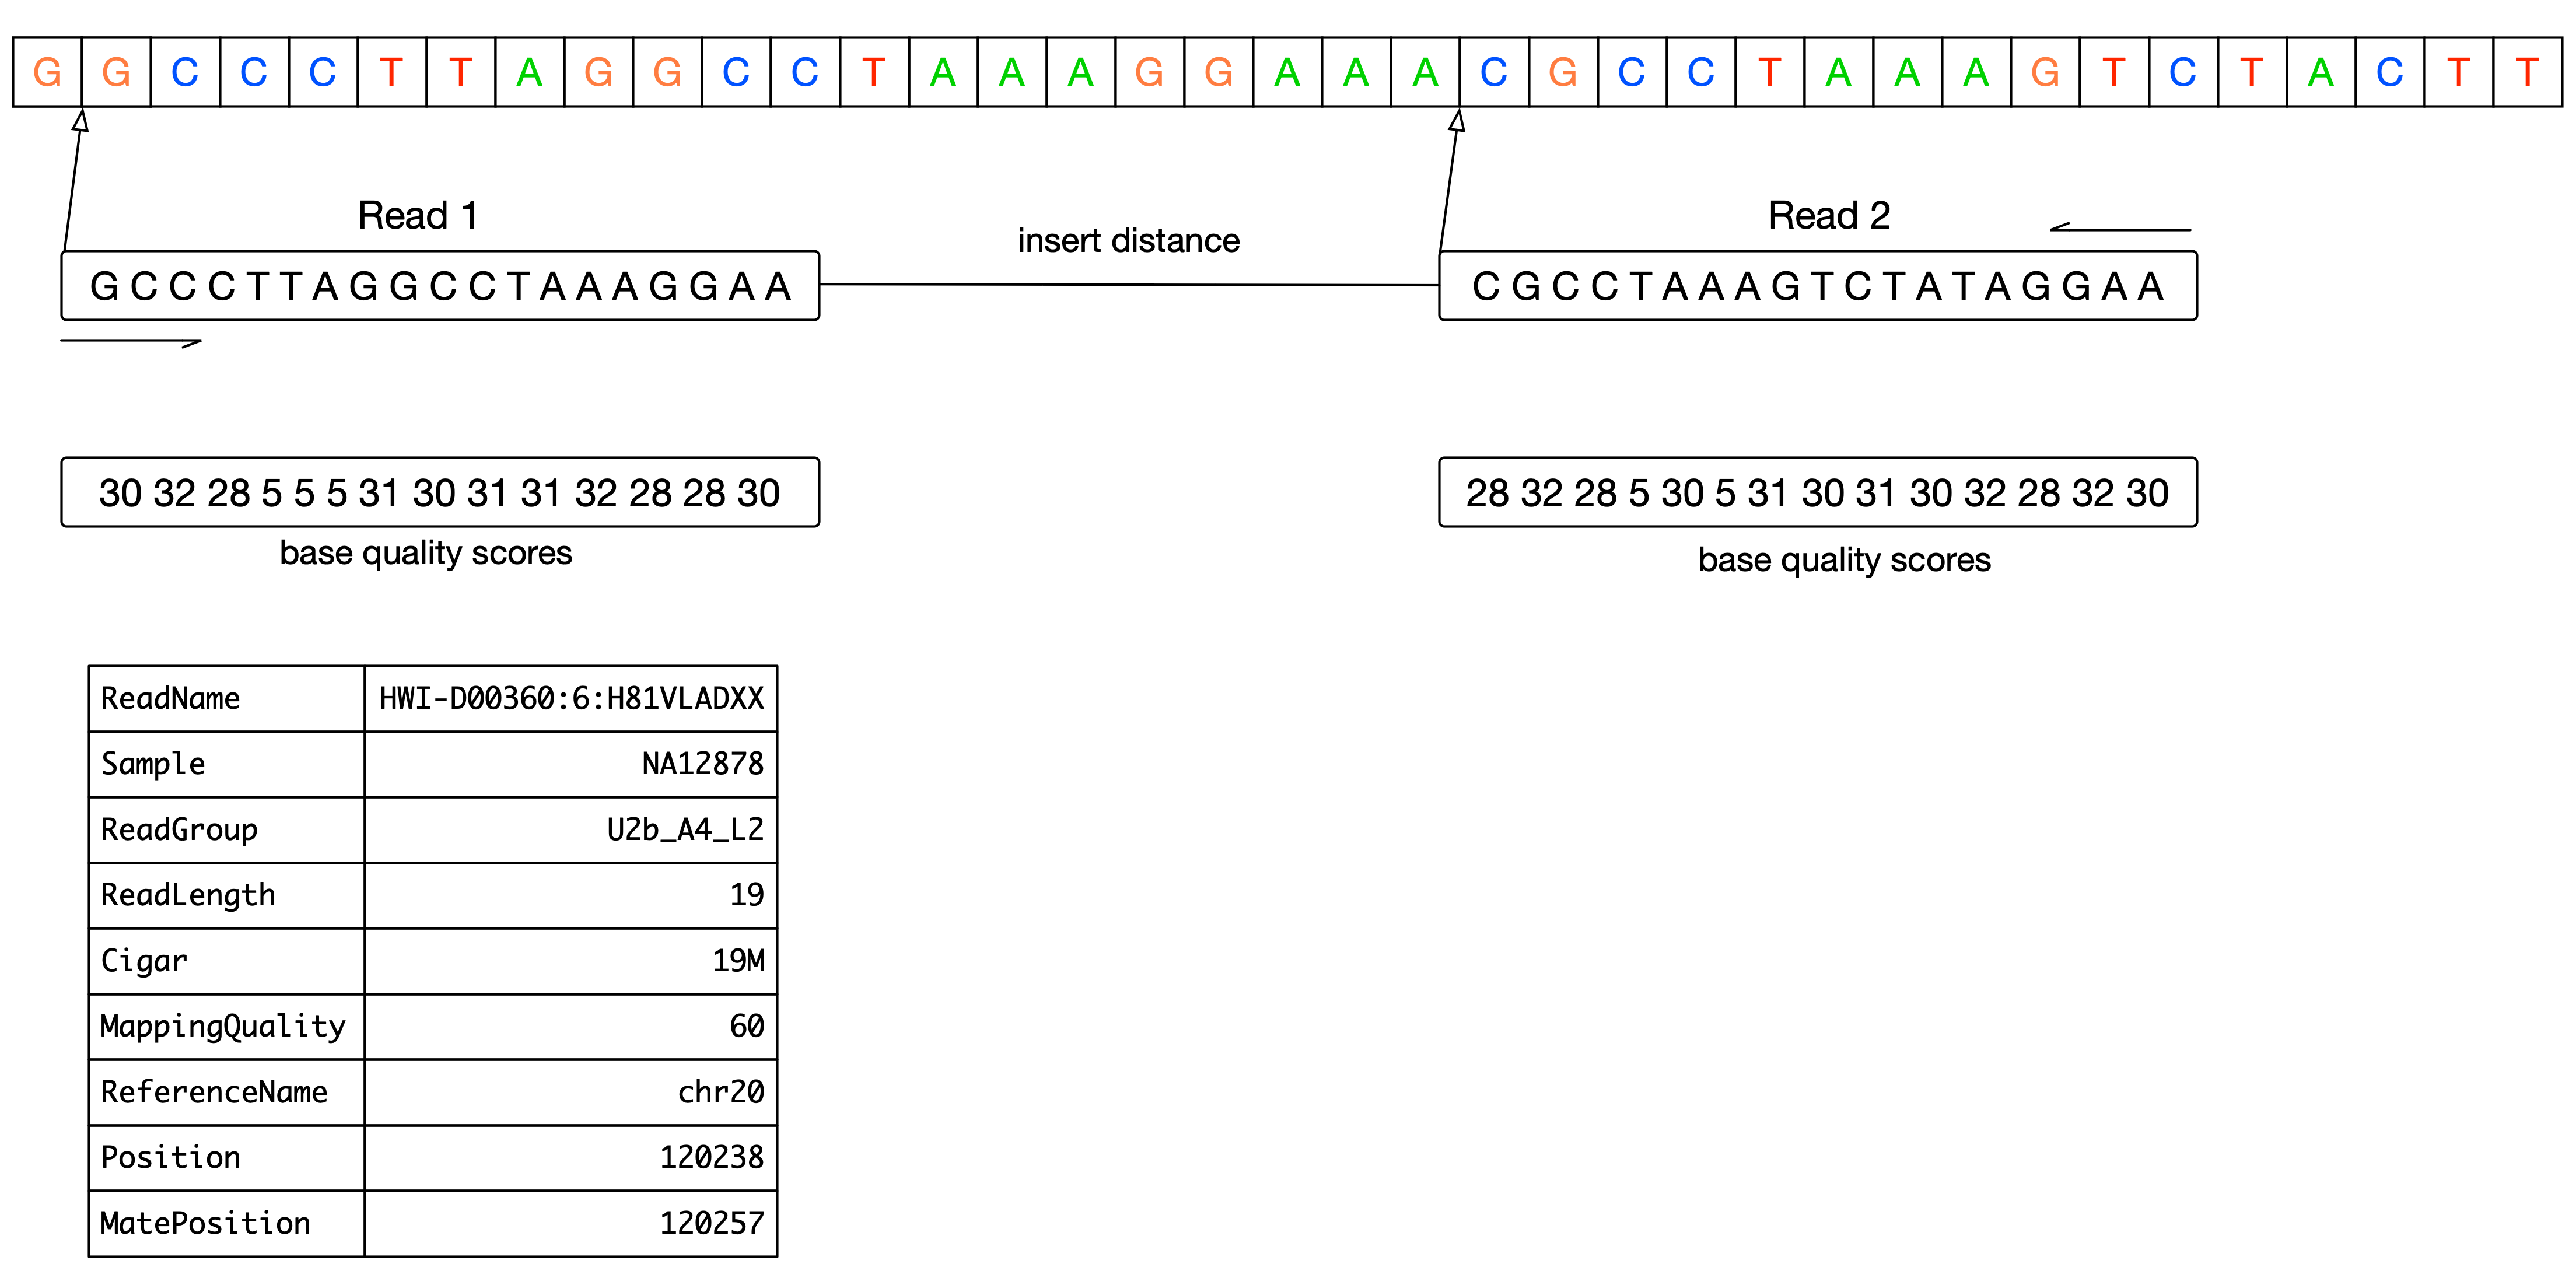 G G C C C T T A G G C C T A A A G G A A A C G C C T A A A G T C T A C T T
Read 1
Read 2
insert distance
G C C C T T A G G C C T A A A G G A A
C G C C T A A A G T C T A T A G G A A
30 32 28 5 5 5 31 30 31 31 32 28 28 30
28 32 28 5 30 5 31 30 31 30 32 28 32 30
base quality scores
base quality scores
ReadName HWI-D00360:6:H81VLADXX
Sample NA12878
ReadGroup U2b_A4_L2
ReadLength 19
Cigar 19M
MappingQuality 60
ReferenceName chr20
Position 120238
MatePosition 120257